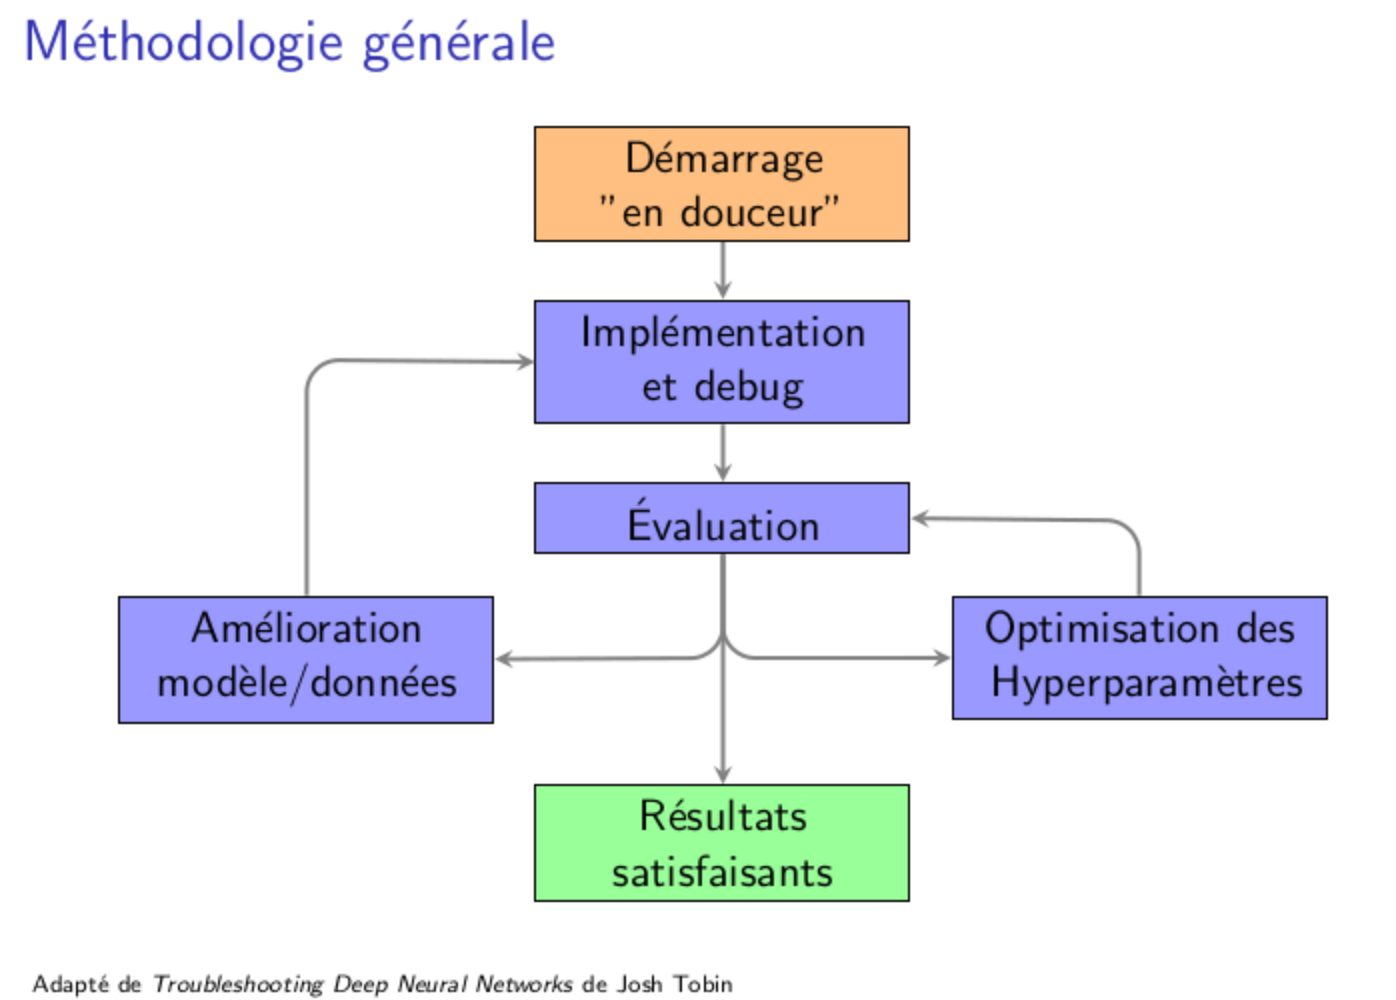 Méthodologie générale
Démarrage
”en douceur”
Implémentation
et debug
Évaluation
Amélioration
modèle/données
Optimisation des
Hyperparamètres
Résultats
satisfaisants
Adapté de Troubleshooting Deep Neural Networks de Josh Tobin